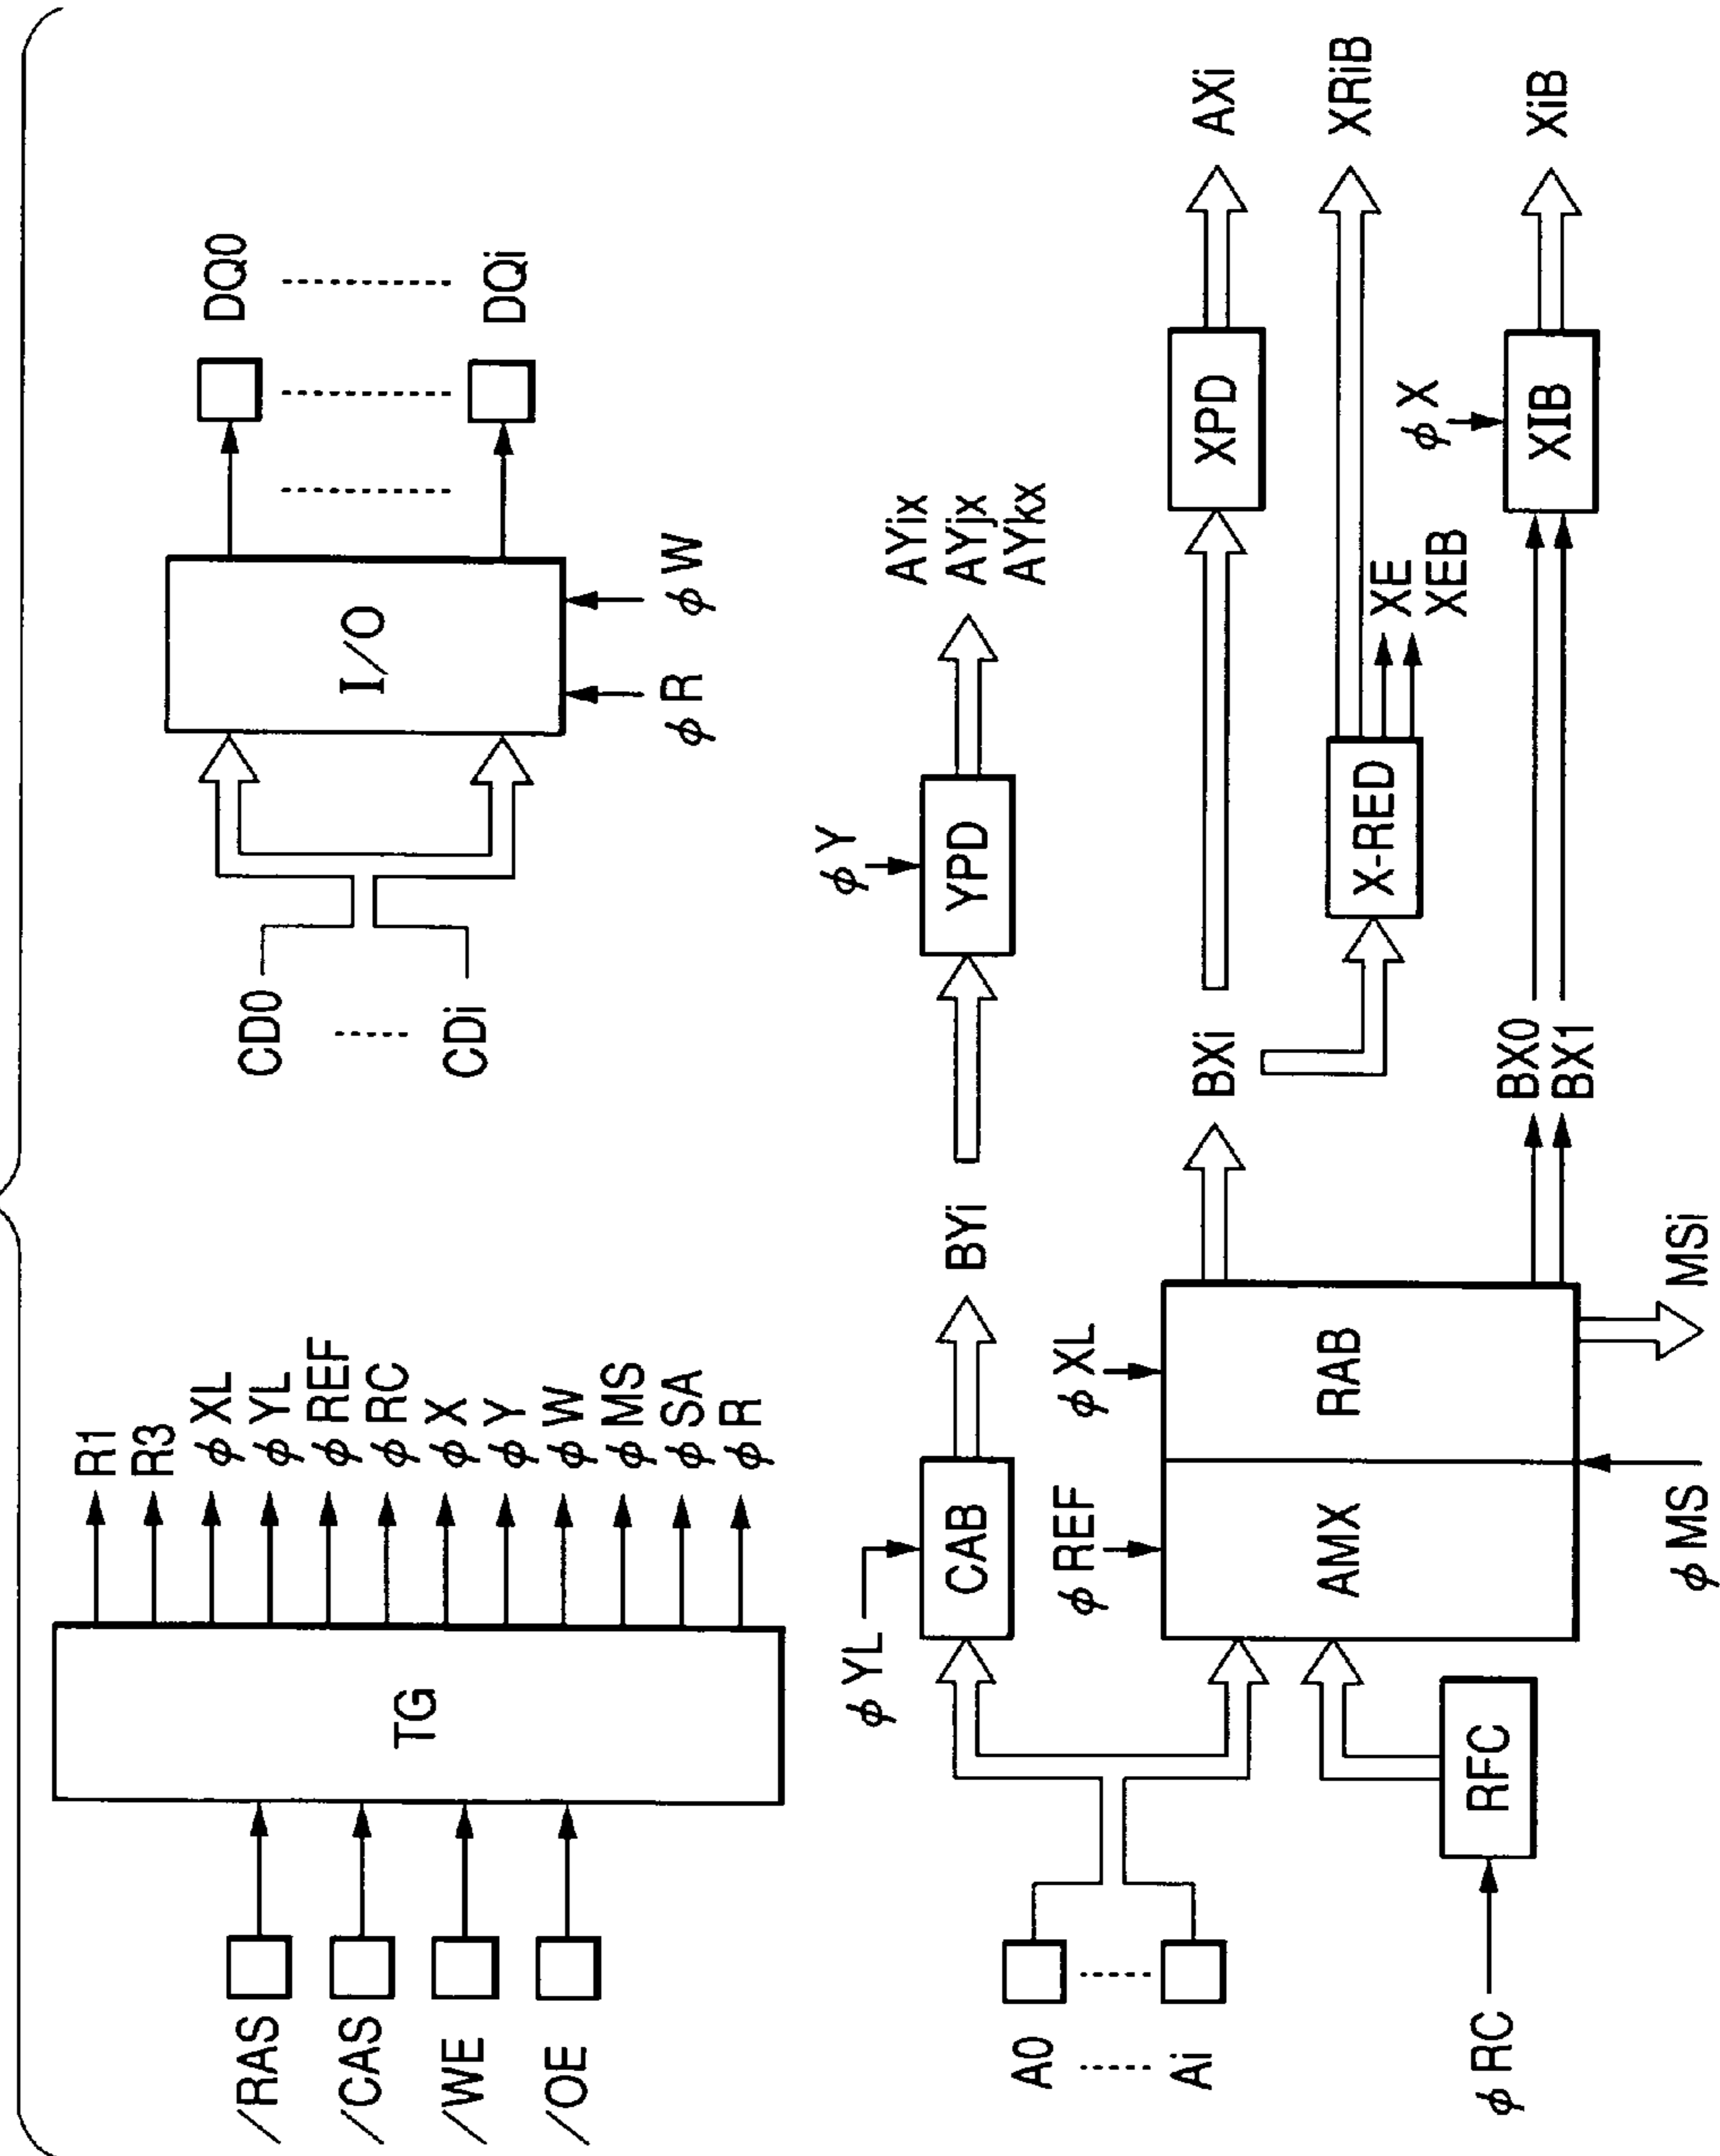 /RAS
/CAS
/WE
/OE
TG
R1
R3
φXL
φYL
φREF
φRC
φX
φY
φW
φMS
φSA
φR
CD0
CDi
I/O
φR
φW
DQ0
DQi
A0
Ai
φYL
CAB
BYi
φY
YPD
AYix
AYjx
AYkx
φREF
φXL
AMX
RAB
φRC
RFC
φMS
MSi
BXi
XPD
AXi
X-RED
XRiB
XE
XEB
BX0
BX1
φX
XIB
XiB